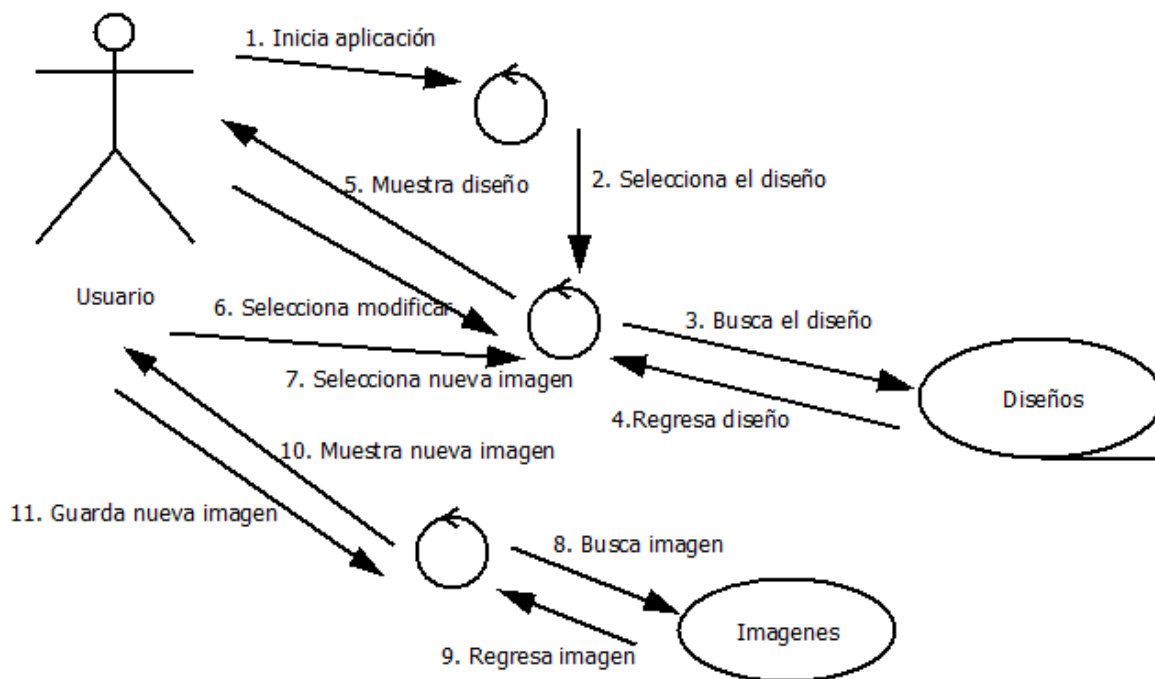 1. Inicia aplicación
5. Muestra diseño
2. Selecciona el diseño
Usuario
6. Selecciona modificar
3. Busca el diseño
7. Selecciona nueva imagen
Diseños
4.Regresa diseño
10. Muestra nueva imagen
11. Guarda nueva imagen
8. Busca imagen
Imagenes
9. Regresa imagen